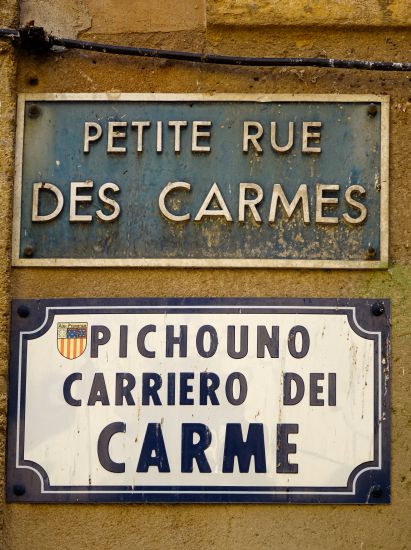 PETITE RUE
DES CARMES
PICHOUNO
CARRIERO DEI
CARME